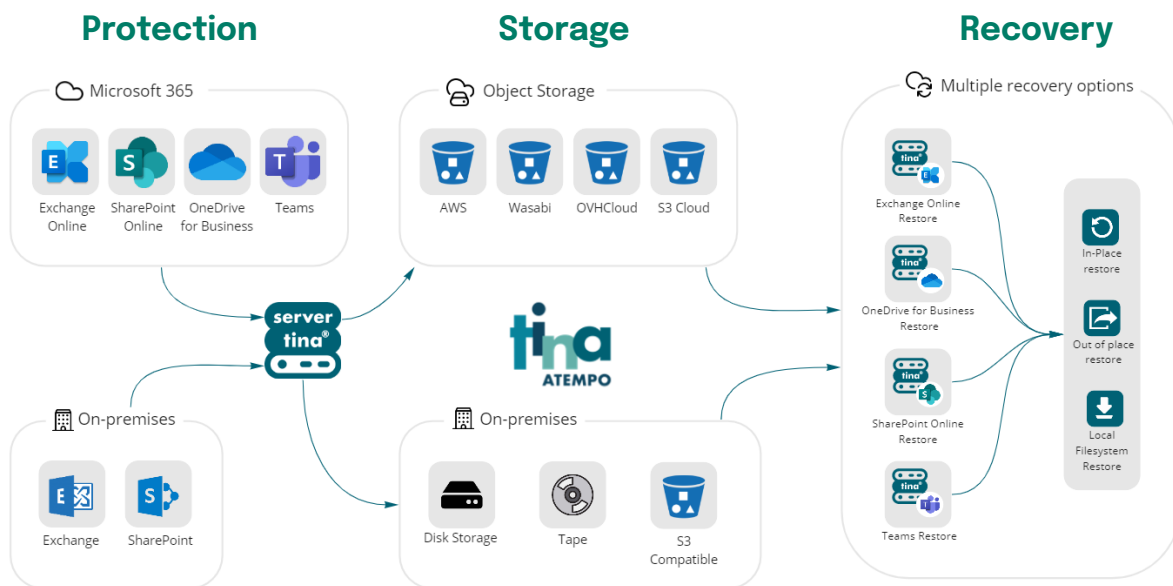 Protection
Storage
Recovery
Microsoft 365
E
Exchange
Online
S
SharePoint
Online
OneDrive
for Business
T
Teams
Object Storage
AWS
Wasabi
OVHCloud
S3 Cloud
Multiple recovery options
tina®
Exchange Online
Restore
tina®
OneDrive for Business
Restore
tina®
S
SharePoint Online
Restore
tina®
Teams Restore
In-Place
restore
Out of place
restore
Local
Filesystem
Restore
server
tina®
tina
ATEMPO
On-premises
E
Exchange
S
SharePoint
On-premises
Disk Storage
Tape
S3
Compatible